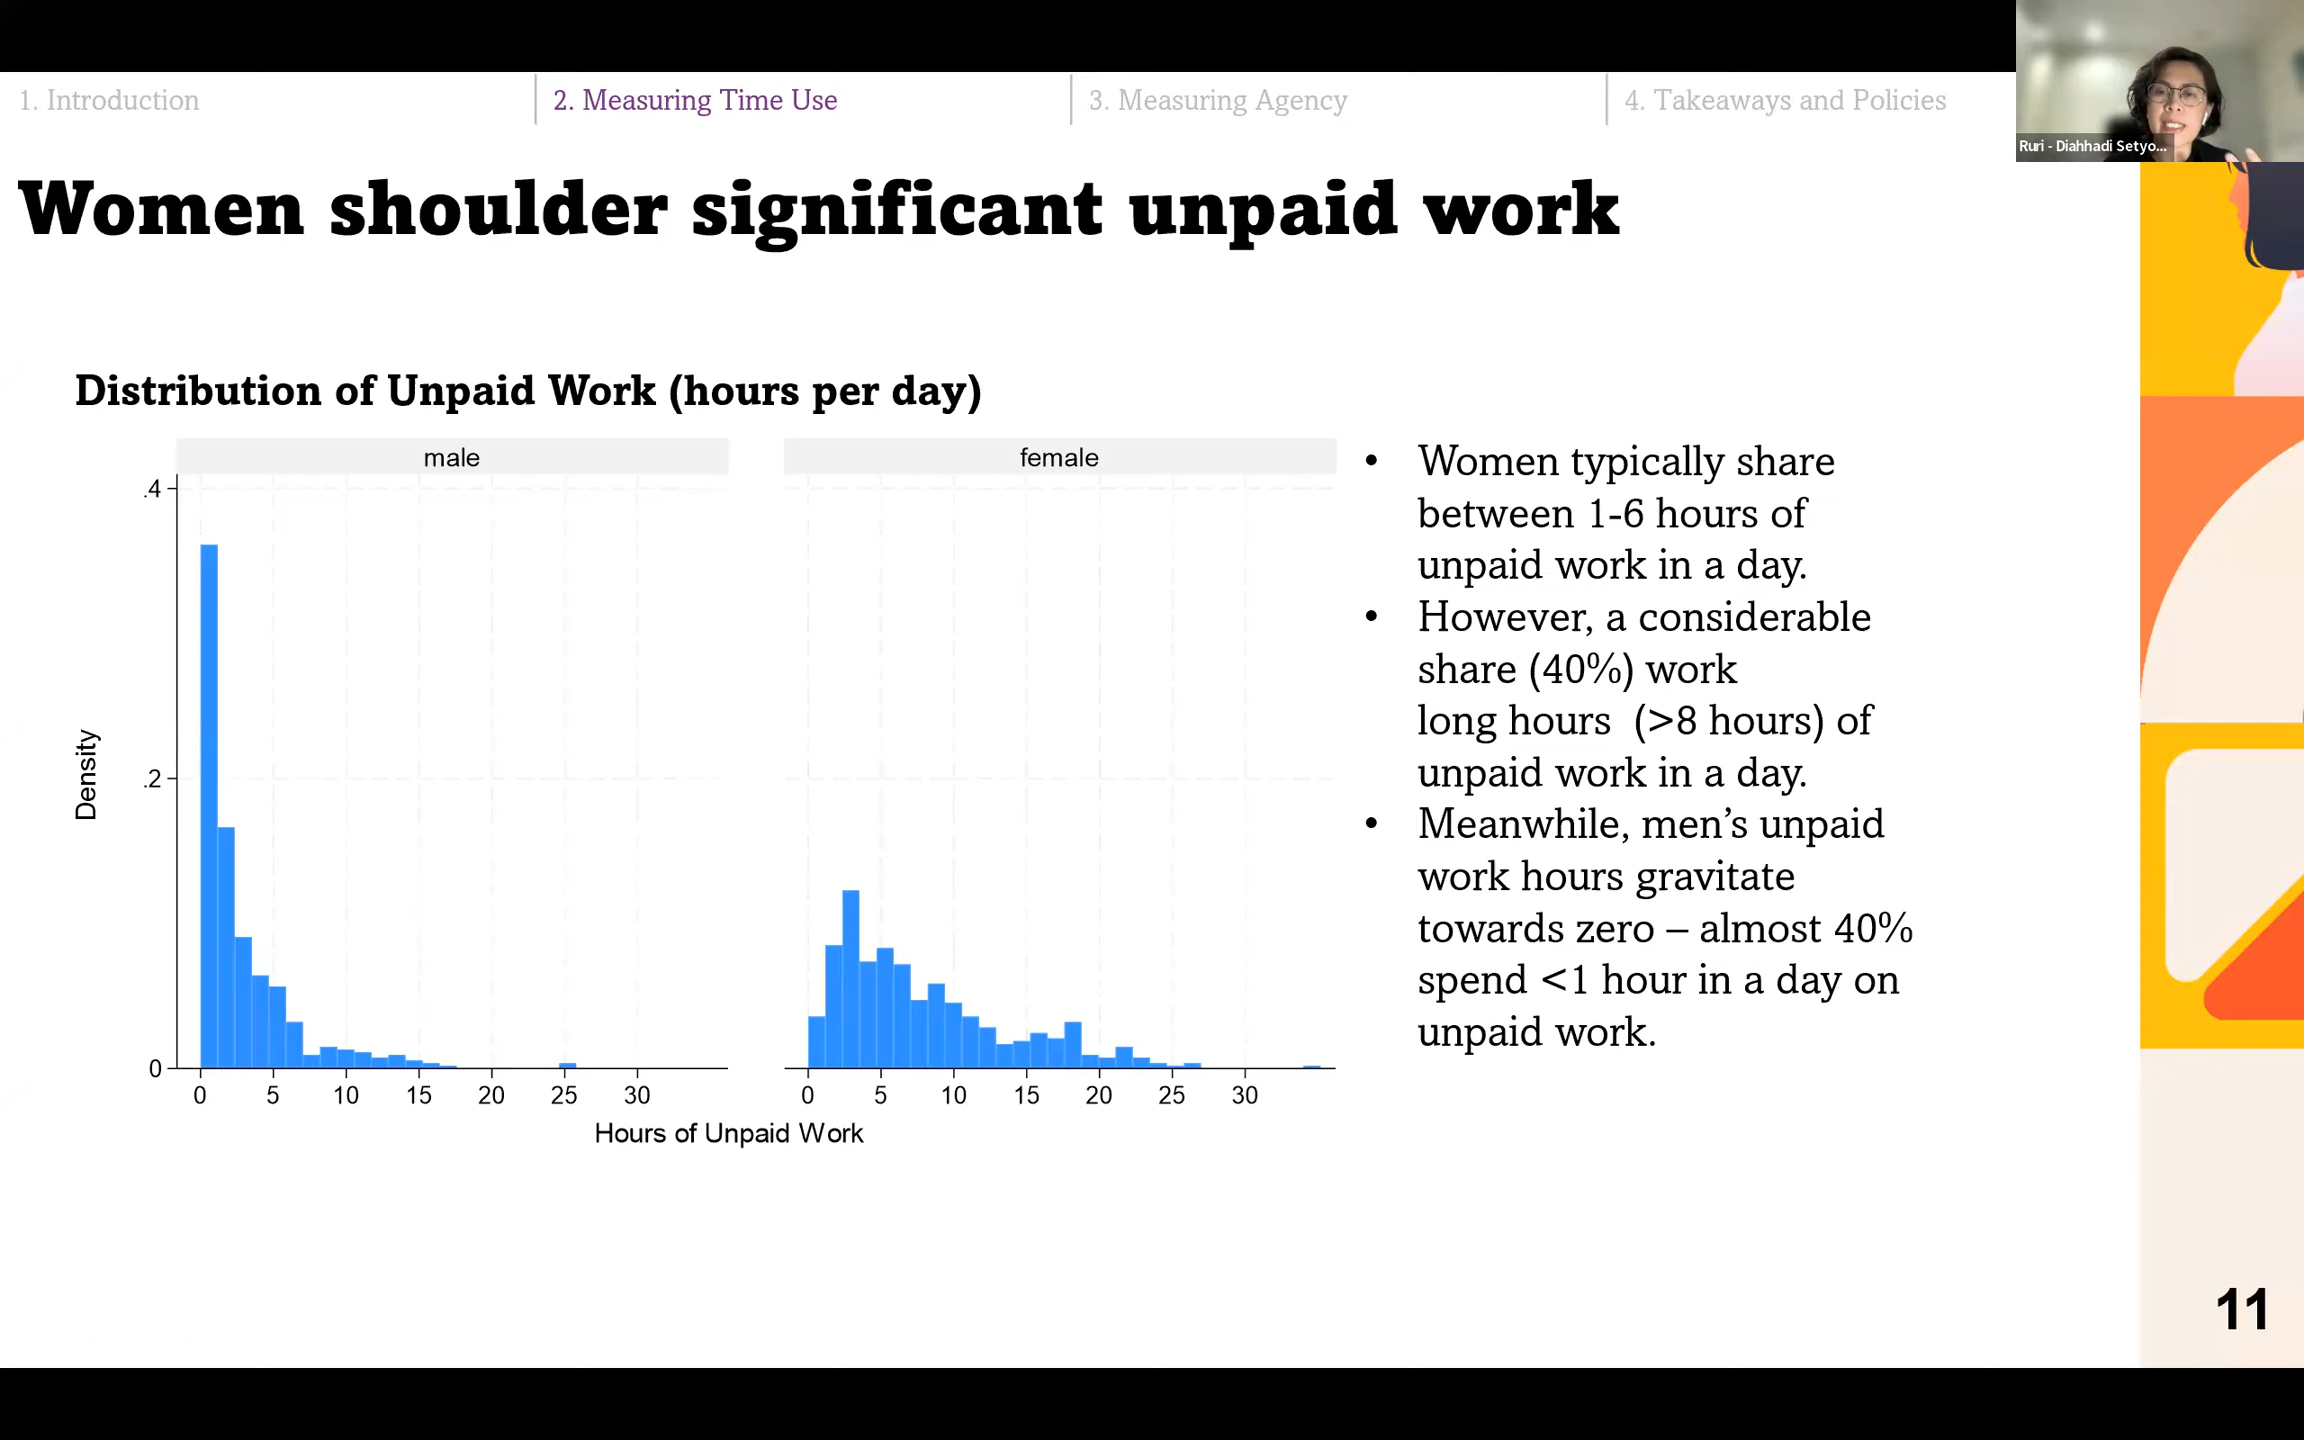 1. Introduction
2. Measuring Time Use
3. Measuring Agency
4. Takeaways and Policies
Ruri - Diahhadi Setyo...
Women shoulder significant unpaid work
Distribution of Unpaid Work (hours per day)
male
female
.4
.2
0
Density
0 5 10 15 20 25 30
0 5 10 15 20 25 30
Hours of Unpaid Work
• Women typically share
between 1-6 hours of
unpaid work in a day.
• However, a considerable
share (40%) work
long hours (>8 hours) of
unpaid work in a day.
• Meanwhile, men’s unpaid
work hours gravitate
towards zero – almost 40%
spend <1 hour in a day on
unpaid work.
11